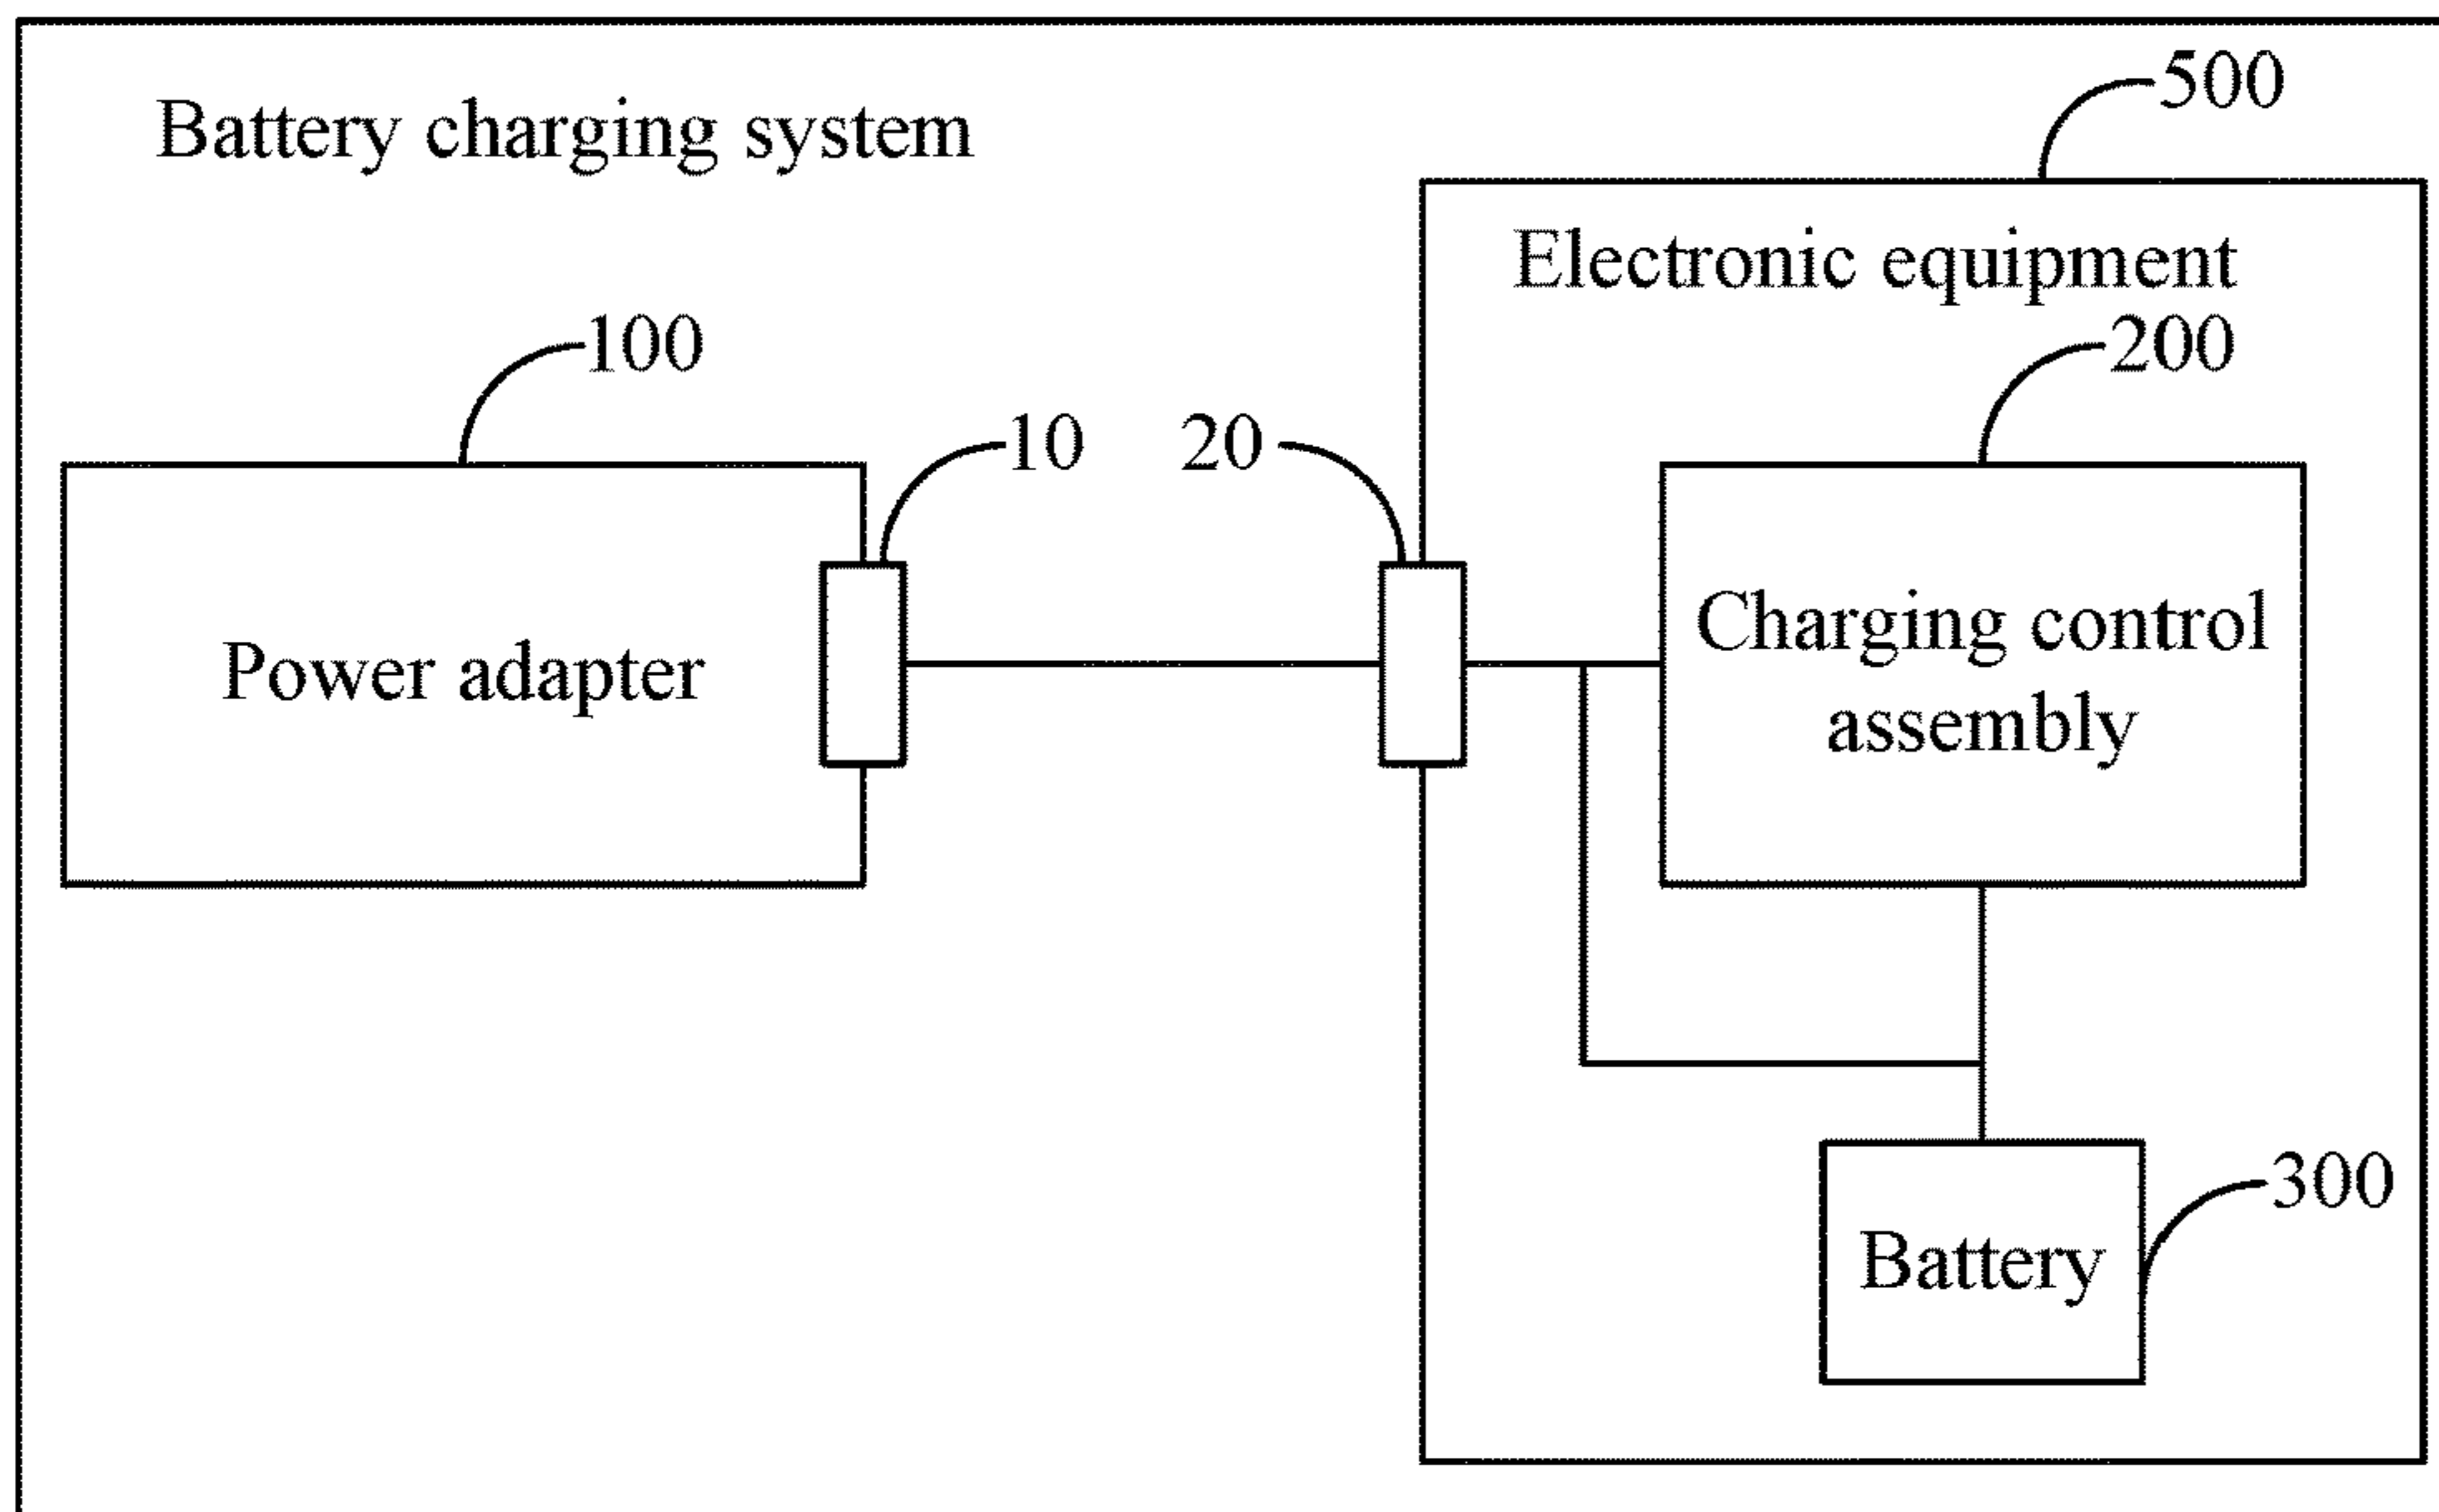 Battery charging system
500
Electronic equipment
100
200
10
20
Power adapter
Charging control
assembly
300
Battery